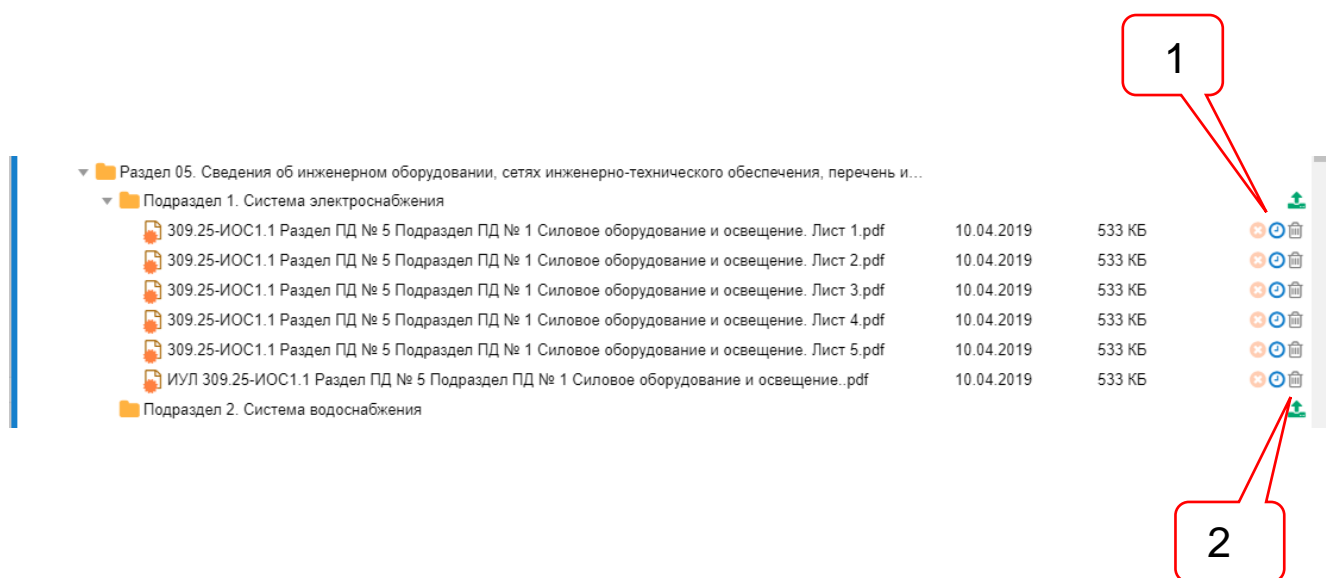 1
Раздел 05. Сведения об инженерном оборудовании, сетях инженерно-технического обеспечения, перечень и...
Подраздел 1. Система электроснабжения
309.25-ИОС1.1 Раздел ПД № 5 Подраздел ПД № 1 Силовое оборудование и освещение. Лист 1.pdf 10.04.2019 533 КБ
309.25-ИОС1.1 Раздел ПД № 5 Подраздел ПД № 1 Силовое оборудование и освещение. Лист 2.pdf 10.04.2019 533 КБ
309.25-ИОС1.1 Раздел ПД № 5 Подраздел ПД № 1 Силовое оборудование и освещение. Лист 3.pdf 10.04.2019 533 КБ
309.25-ИОС1.1 Раздел ПД № 5 Подраздел ПД № 1 Силовое оборудование и освещение. Лист 4.pdf 10.04.2019 533 КБ
309.25-ИОС1.1 Раздел ПД № 5 Подраздел ПД № 1 Силовое оборудование и освещение. Лист 5.pdf 10.04.2019 533 КБ
ИУЛ 309.25-ИОС1.1 Раздел ПД № 5 Подраздел ПД № 1 Силовое оборудование и освещение..pdf 10.04.2019 533 КБ
Подраздел 2. Система водоснабжения
2